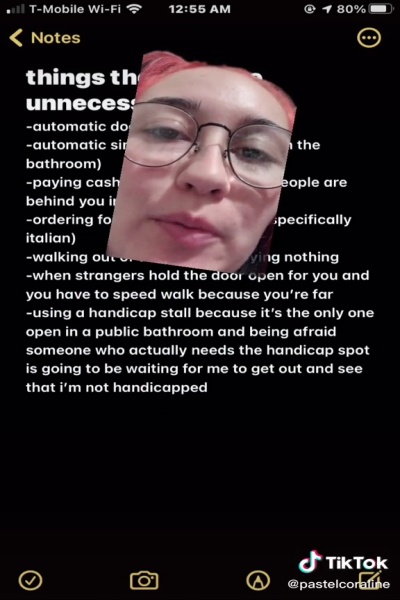 T-Mobile Wi-Fi 12:55 AM 80%
Notes
things th
unneces
-automatic do
-automatic si the
bathroom)
-paying cash eople are
behind you i
-ordering fo specifically
italian)
-walking out ying nothing
-when strangers hold the door open for you and
you have to speed walk because you're far
-using a handicap stall because it's the only one
open in a public bathroom and being afraid
someone who actually needs the handicap spot
is going to be waiting for me to get out and see
that i'm not handicapped
TikTok
@pastelcoraline